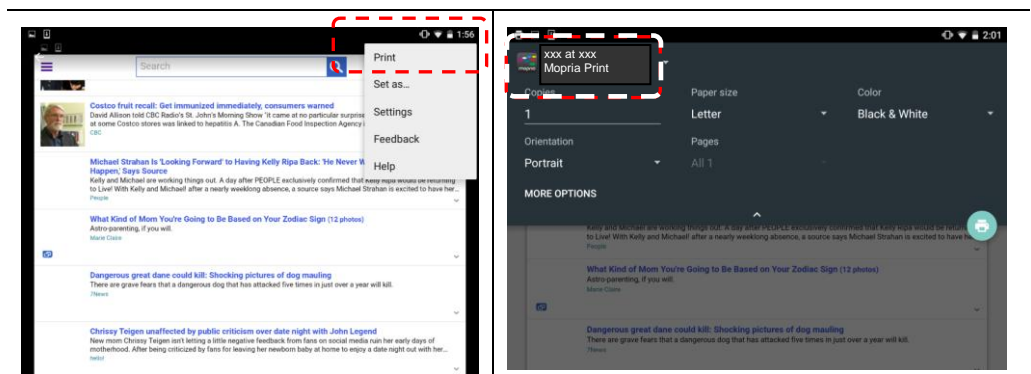 1:56
Search
Print
Set as...
Settings
Feedback
Help
Costco fruit recall: Get immunized immediately, consumers warned
David Allison told CBC Radio's St. John's Morning Show "it came at no particular surprise
at some Costco stores was linked to hepatitis A. The Canadian Food Inspection Agency
CBC
Michael Strahan Is 'Looking Forward' to Having Kelly Ripa Back: 'He Never W
Happen,' Says Source
Kelly and Michael are working things out. A day after PEOPLE exclusively confirmed that Kelly Ripa would be returning
to Live! With Kelly and Michael! after a nearly weeklong absence, a source says Michael Strahan is excited to have her...
People
What Kind of Mom You're Going to Be Based on Your Zodiac Sign (12 photos)
Astro-parenting, if you will.
Marie Claire
Dangerous great dane could kill: Shocking pictures of dog mauling
There are grave fears that a dangerous dog that has attacked five times in just over a year will kill.
7News
Chrissy Teigen unaffected by public criticism over date night with John Legend
New mom Chrissy Teigen isn't letting a little negative feedback from fans on social media ruin her early days of
motherhood. After being criticized by fans for leaving her newborn baby at home to enjoy a date night out with her...
hello!
2:01
xxx at xxx
mopria Mopria Print
Copies Paper size Color
1 Letter Black & White
Orientation Pages
Portrait All 1
MORE OPTIONS
Kelly and Michael are working things out. A day after PEOPLE exclusively confirmed that Kelly Ripa would be return
to Live! With Kelly and Michael! after a nearly weeklong absence, a source says Michael Strahan is excited to have h
People
What Kind of Mom You're Going to Be Based on Your Zodiac Sign (12 photos)
Astro-parenting, if you will.
Marie Claire
Dangerous great dane could kill: Shocking pictures of dog mauling
There are grave fears that a dangerous dog that has attacked five times in just over a year will kill.
7News